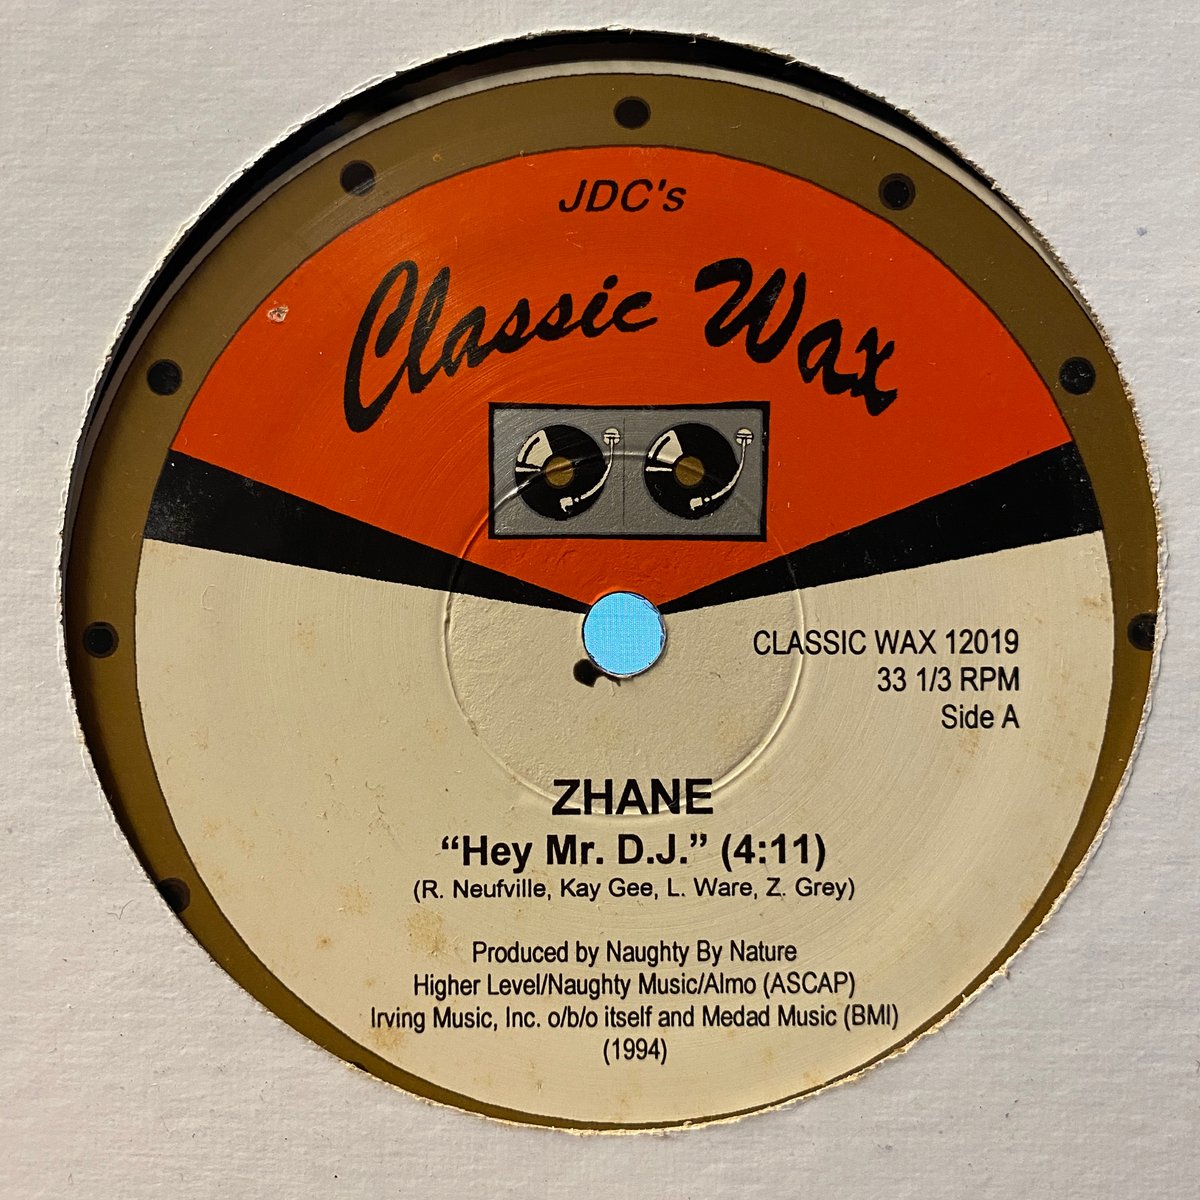 JDC's
Classic Wax
CLASSIC WAX 12019
33 1/3 RPM
Side A
ZHANE
“Hey Mr. D.J.” (4:11)
(R. Neufville, Kay Gee, L. Ware, Z. Grey)
Produced by Naughty By Nature
Higher Level/Naughty Music/Almo (ASCAP)
Irving Music, Inc. o/b/o itself and Medad Music (BMI)
(1994)